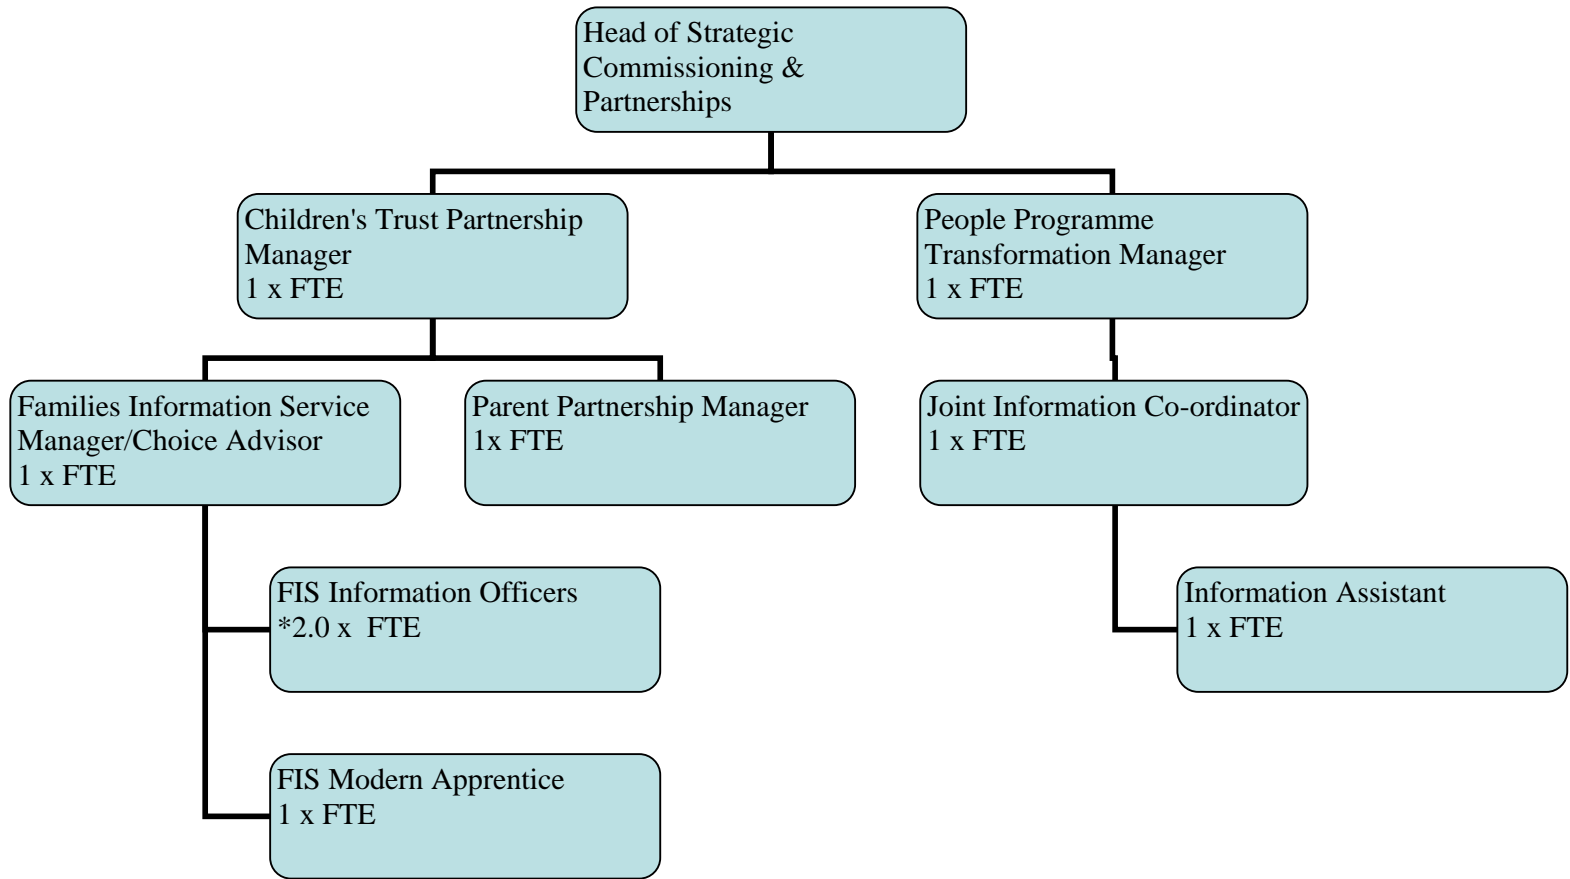 Head of Strategic
Commissioning &
Partnerships
Children's Trust Partnership
Manager
1 x FTE
People Programme
Transformation Manager
1 x FTE
Families Information Service
Manager/Choice Advisor
1 x FTE
Parent Partnership Manager
1x FTE
Joint Information Co-ordinator
1 x FTE
FIS Information Officers
*2.0 x  FTE
Information Assistant
1 x FTE
FIS Modern Apprentice
1 x FTE